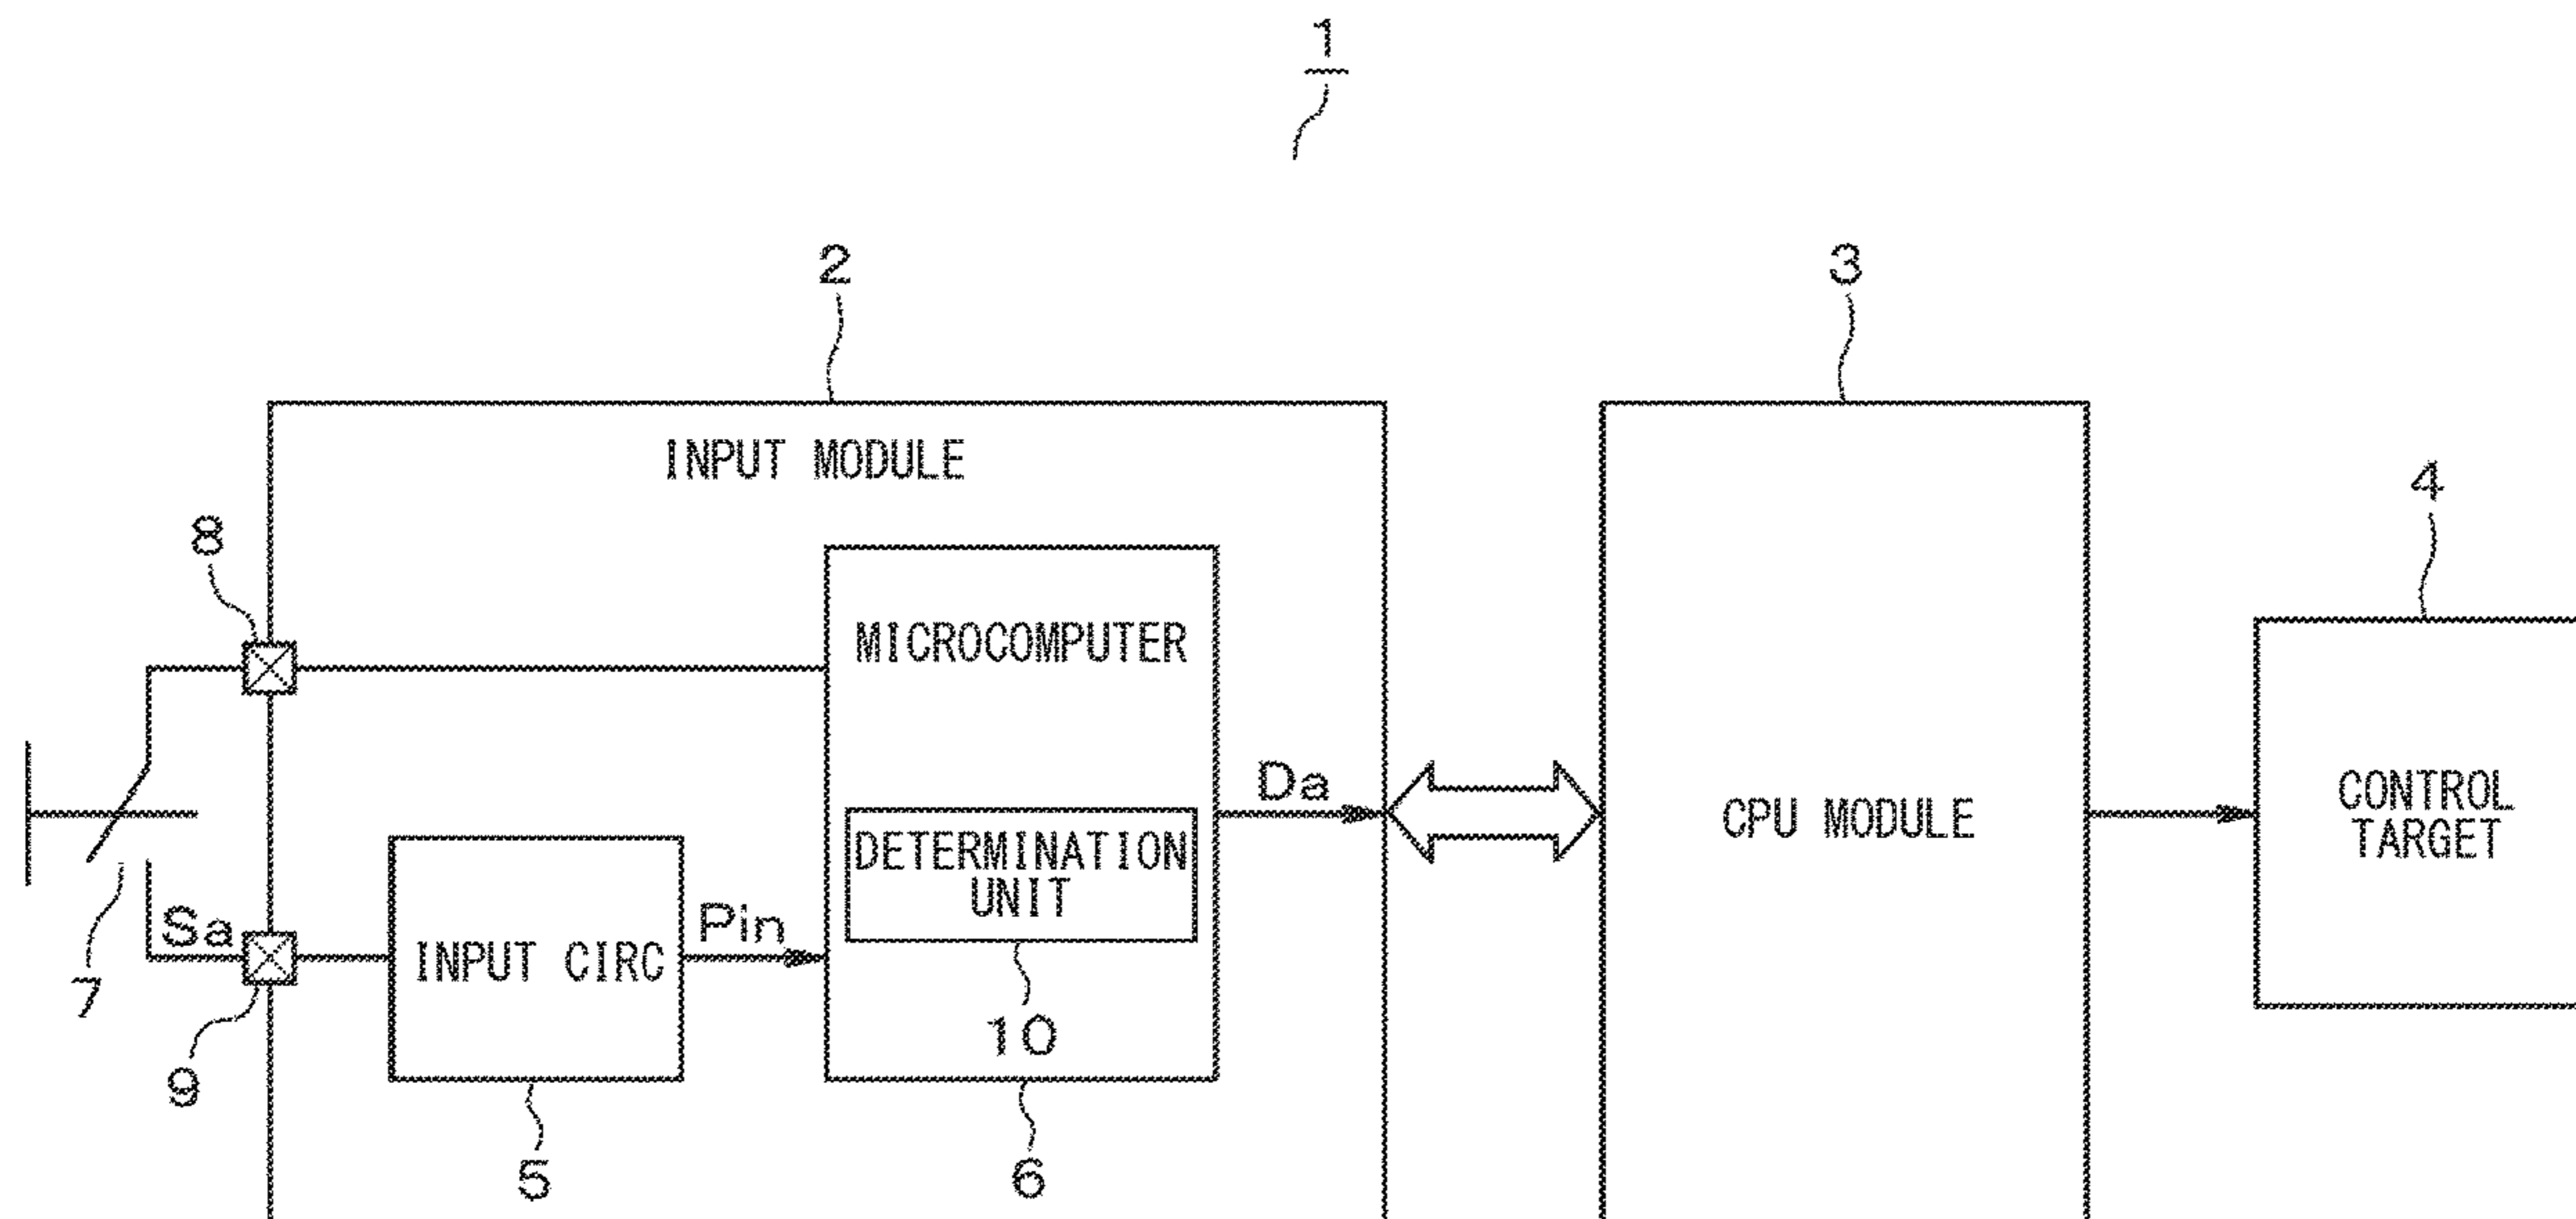 1
2
3
INPUT MODULE
4
8
MICROCOMPUTER
Da
CPU MODULE
CONTROL
TARGET
DETERMINATION
UNIT
Sa
Pin
INPUT CIRC
7
10
9
5
6